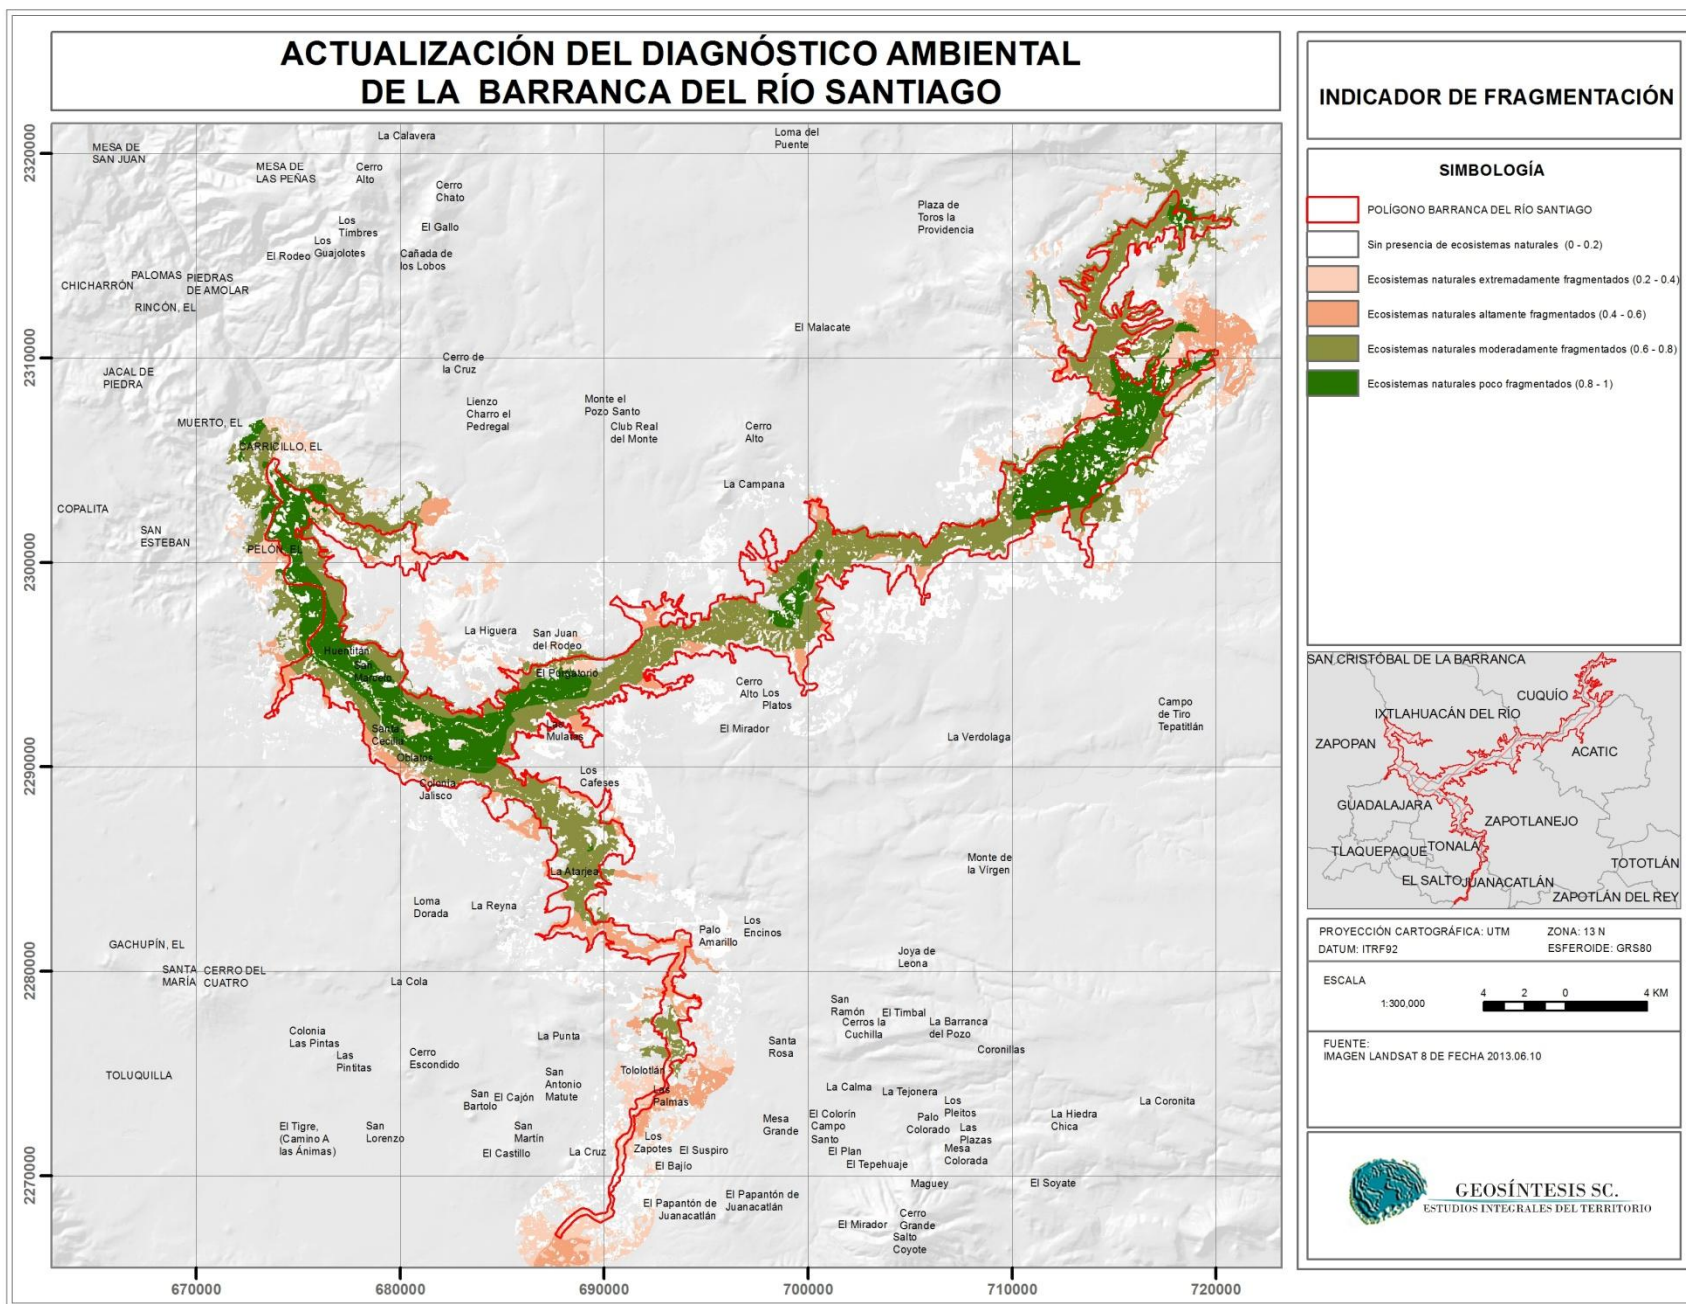 ACTUALIZACIÓN DEL DIAGNÓSTICO AMBIENTAL
DE LA BARRANCA DEL RÍO SANTIAGO
INDICADOR DE FRAGMENTACIÓN
SIMBOLOGÍA
POLÍGONO BARRANCA DEL RÍO SANTIAGO
Sin presencia de ecosistemas naturales (0 - 0.2)
Ecosistemas naturales extremadamente fragmentados (0.2 - 0.4)
Ecosistemas naturales altamente fragmentados (0.4 - 0.6)
Ecosistemas naturales moderadamente fragmentados (0.6 - 0.8)
Ecosistemas naturales poco fragmentados (0.8 - 1)
2320000
2310000
2300000
2290000
2280000
2270000
670000
680000
690000
700000
710000
720000
La Calavera
Loma del
Puente
MESA DE
SAN JUAN
MESA DE
LAS PEÑAS
Cerro
Alto
Cerro
Chato
Plaza de
Toros la
Providencia
Los
Timbres
El Gallo
Los
Guajolotes
El Rodeo
Cañada de
los Lobos
PALOMAS
PIEDRAS
DE AMOLAR
CHICHARRÓN
RINCÓN, EL
El Malacate
Cerro de
la Cruz
JACAL DE
PIEDRA
Lienzo
Charro el
Pedregal
Monte el
Pozo Santo
Club Real
del Monte
Cerro
Alto
MUERTO, EL
CARRICILLO, EL
La Campana
COPALITA
SAN
ESTEBAN
PELÓN, EL
La Higuera
San Juan
del Rodeo
Huentitán
San
Marcelo
El Purgatorio
Cerro
Alto
Los
Platos
Campo
de Tiro
Tepatitlán
Santa
Cecilia
Las
Mulatas
El Mirador
La Verdolaga
Oblatos
Los
Cafeses
Colonia
Jalisco
Monte de
la Virgen
La Atarjea
Loma
Dorada
La Reyna
Palo
Amarillo
Los
Encinos
GACHUPÍN, EL
Joya de
Leona
SANTA
MARÍA
CERRO DEL
CUATRO
La Cola
San
Ramón
El Timbal
Cerros la
Cuchilla
La Barranca
del Pozo
Colonia
Las Pintas
La Punta
Santa
Rosa
Coronillas
Las
Pintitas
Cerro
Escondido
TOLUQUILLA
Tololotlán
San
Antonio
Matute
Las
Palmas
La Calma
La Tejonera
San
Bartolo
El Cajón
Los
Pleitos
La Coronita
El Colorín
Campo
Santo
Palo
Colorado
La Hiedra
Chica
Mesa
Grande
Las
Plazas
El Tigre,
(Camino A
las Ánimas)
San
Lorenzo
San
Martín
Los
Zapotes
El Suspiro
El Castillo
La Cruz
El Plan
Mesa
Colorada
El Bajío
El Tepehuaje
Maguey
El Soyate
El Papantón de
Juanacatlán
El Papantón de
Juanacatlán
El Mirador
Cerro
Grande
Salto
Coyote
SAN CRISTÓBAL DE LA BARRANCA
CUQUÍO
IXTLAHUACÁN DEL RÍO
ZAPOPAN
ACATIC
GUADALAJARA
ZAPOTLANEJO
TLAQUEPAQUE
TONALÁ
TOTOTLÁN
EL SALTO
JUANACATLÁN
ZAPOTLÁN DEL REY
PROYECCIÓN CARTOGRÁFICA: UTM ZONA: 13 N
DATUM: ITRF92 ESFEROIDE: GRS80
ESCALA
1:300,000
4 2 0 4 KM
FUENTE:
IMAGEN LANDSAT 8 DE FECHA 2013.06.10
GEOSÍNTESIS SC.
ESTUDIOS INTEGRALES DEL TERRITORIO